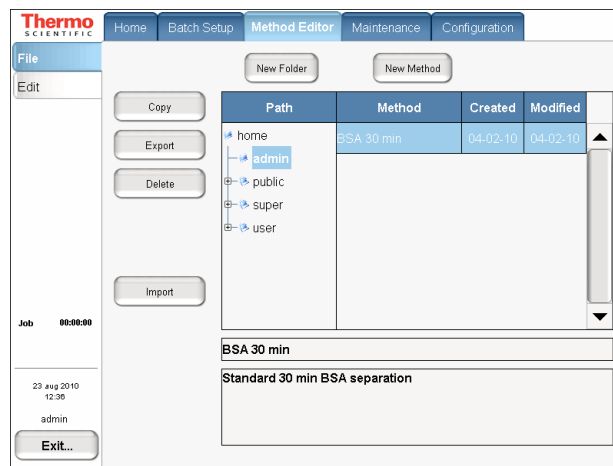 Thermo
SCIENTIFIC
Home Batch Setup Method Editor Maintenance Configuration
File
Edit
New Folder New Method
Copy
Export
Delete
Import
Path Method Created Modified
home
admin
public
super
user
BSA 30 min 04-02-10 04-02-10
BSA 30 min
Standard 30 min BSA separation
Job 00:00:00
23 aug 2010
12:36
admin
Exit...